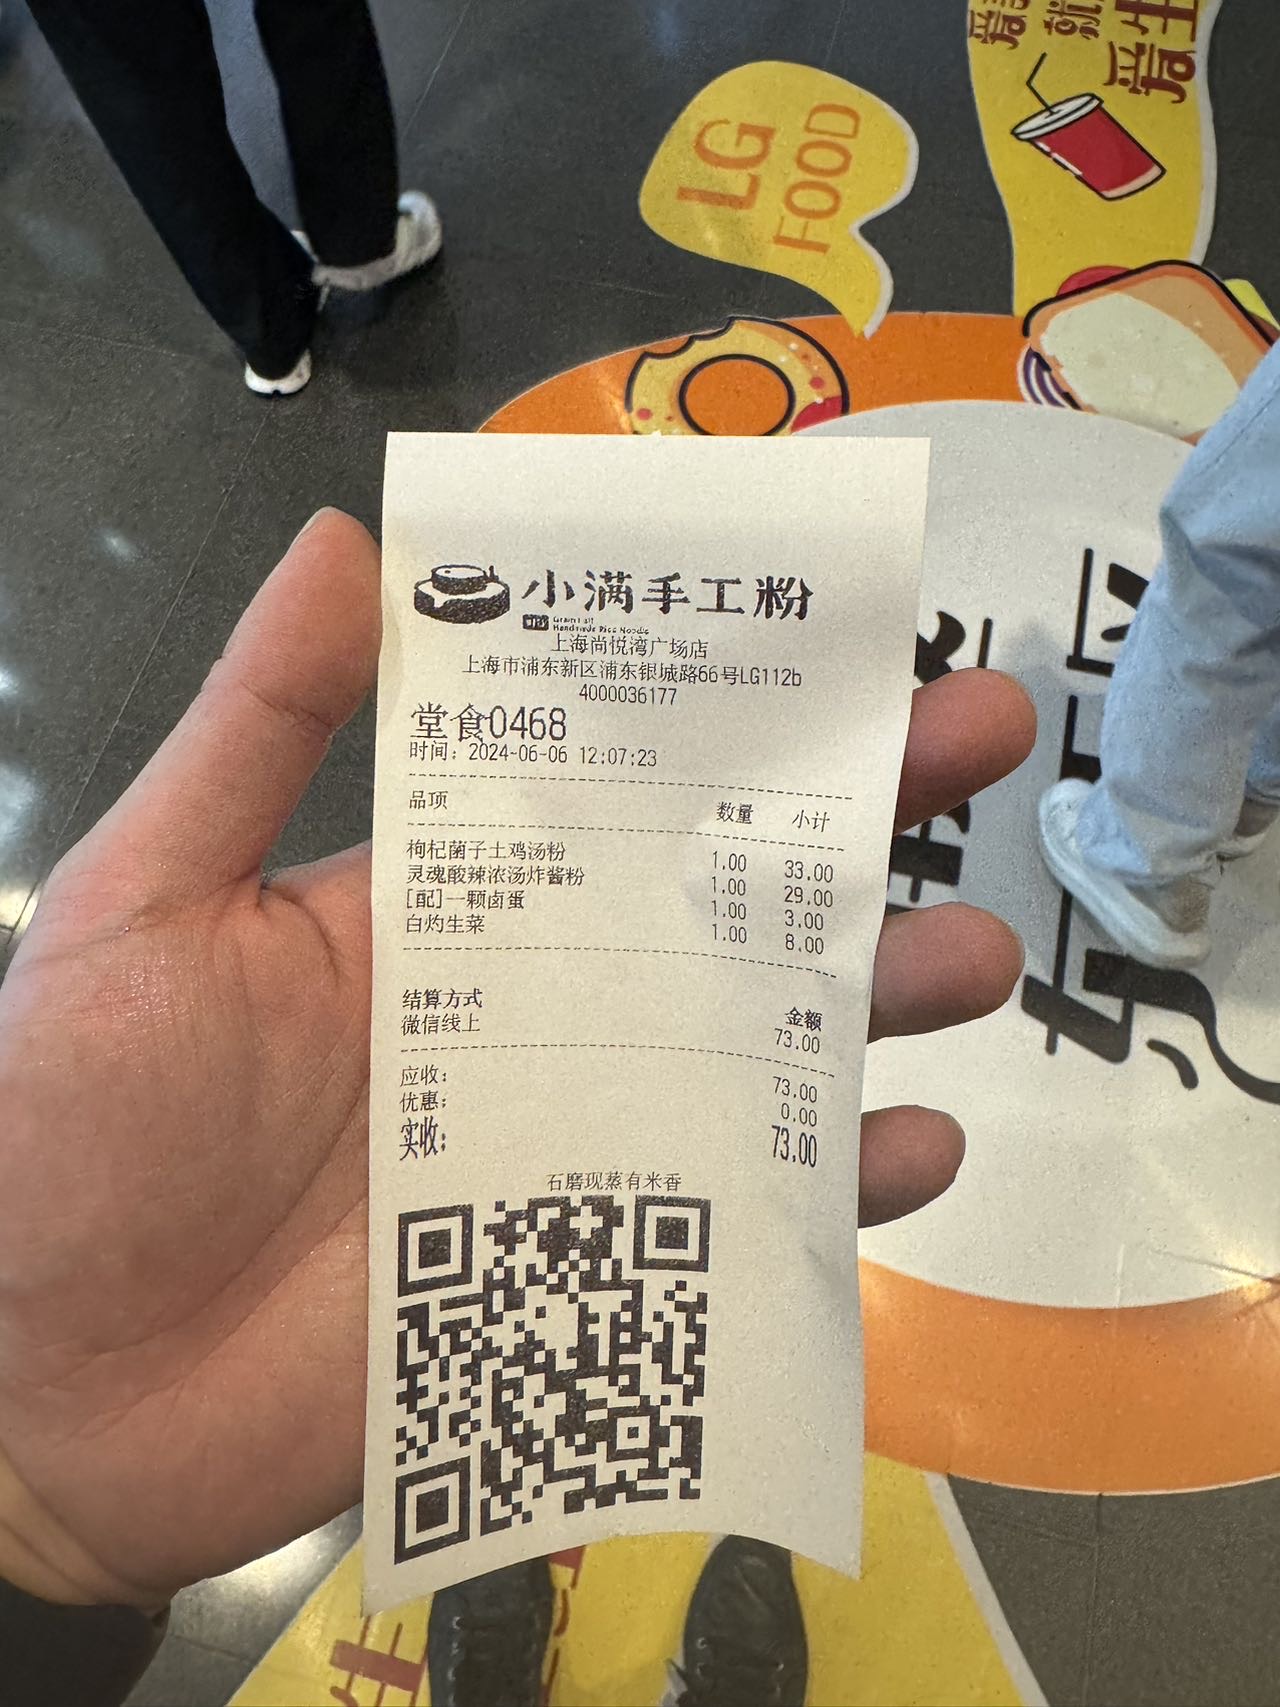 爱生
LG
FOOD
小满手工粉
Handmade Rice Noodle
上海尚悦湾广场店
上海市浦东新区浦东银城路66号LG112b
4000036177
堂食0468
时间：2024-06-06 12:07:23
品项 数量 小计
枸杞菌子土鸡汤粉 1.00 33.00
灵魂酸辣浓汤炸酱粉 1.00 29.00
[配]一颗卤蛋 1.00 3.00
白灼生菜 1.00 8.00
结算方式 金额
微信线上 73.00
应收： 73.00
优惠： 0.00
实收： 73.00
石磨现蒸有米香
生